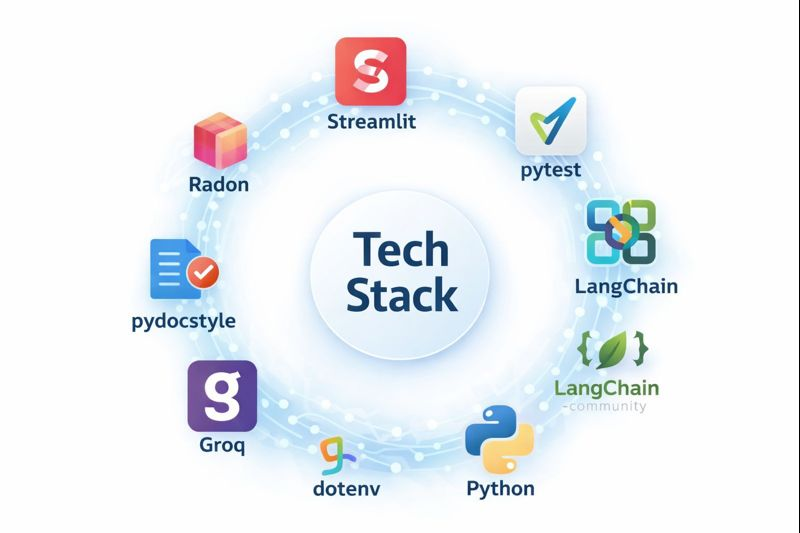 Streamlit
pytest
Radon
Tech
Stack
LangChain
pydocstyle
LangChain
-community
g
Groq
dotenv
Python